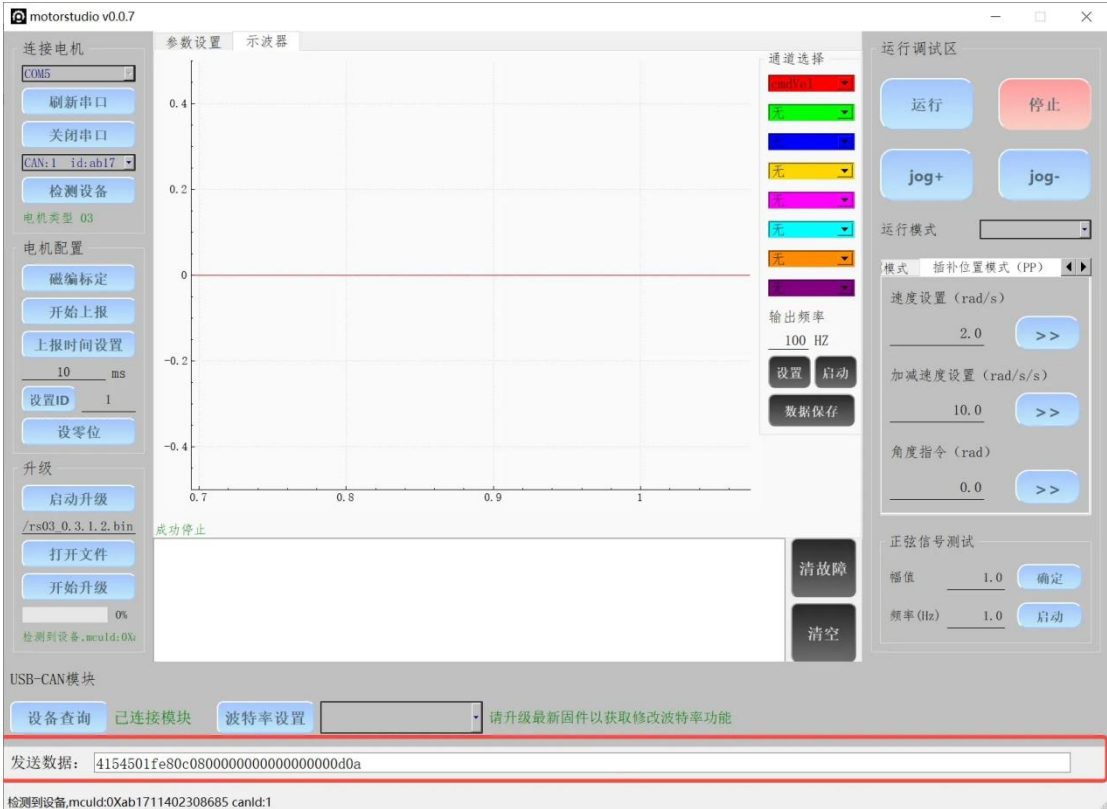 motorstudio v0.0.7
连接电机
COM5
刷新串口
关闭串口
CAN:1 id:ab17
检测设备
电机类型 03
电机配置
磁编标定
开始上报
上报时间设置
10 ms
设置ID 1
设零位
升级
启动升级
/rs03_0.3.1.2.bin
打开文件
开始升级
0%
检测到设备,mcuId:0X
参数设置 示波器
0.4
0.2
0
-0.2
-0.4
0.7 0.8 0.9 1
通道选择
cmdVel
无
无
无
无
无
输出频率
100 HZ
设置 启动
数据保存
成功停止
清故障
清空
运行调试区
运行 停止
jog+ jog-
运行模式
模式 插补位置模式 (PP)
速度设置 (rad/s)
2.0 >>
加减速度设置 (rad/s/s)
10.0 >>
角度指令 (rad)
0.0 >>
正弦信号测试
幅值 1.0 确定
频率(Hz) 1.0 启动
USB-CAN模块
设备查询 已连接模块 波特率设置 请升级最新固件以获取修改波特率功能
发送数据: 4154501fe80c0800000000000000000d0a
检测到设备,mcuId:0Xab1711402308685 canId:1